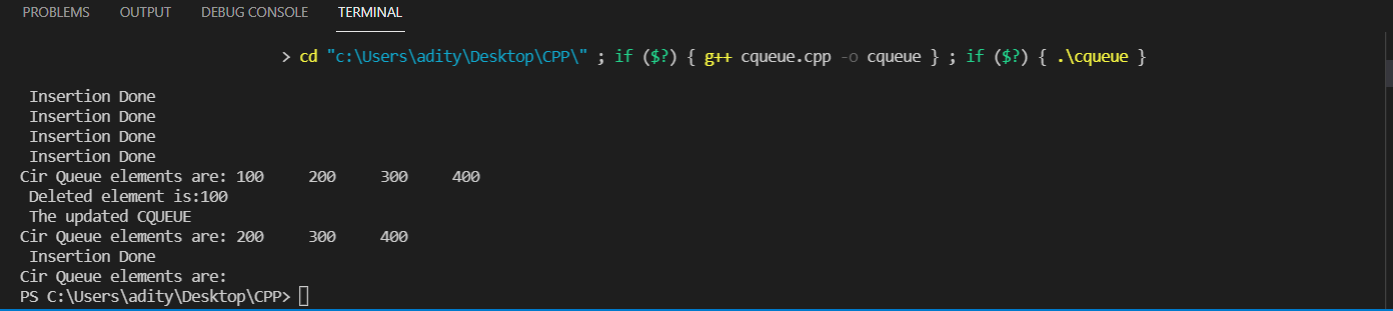 PROBLEMS OUTPUT DEBUG CONSOLE TERMINAL
> cd "c:\Users\adity\Desktop\CPP\" ; if ($?) { g++ cqueue.cpp -o cqueue } ; if ($?) { .\cqueue }
Insertion Done
Insertion Done
Insertion Done
Insertion Done
Cir Queue elements are: 100 200 300 400
Deleted element is:100
The updated CQUEUE
Cir Queue elements are: 200 300 400
Insertion Done
Cir Queue elements are:
PS C:\Users\adity\Desktop\CPP>